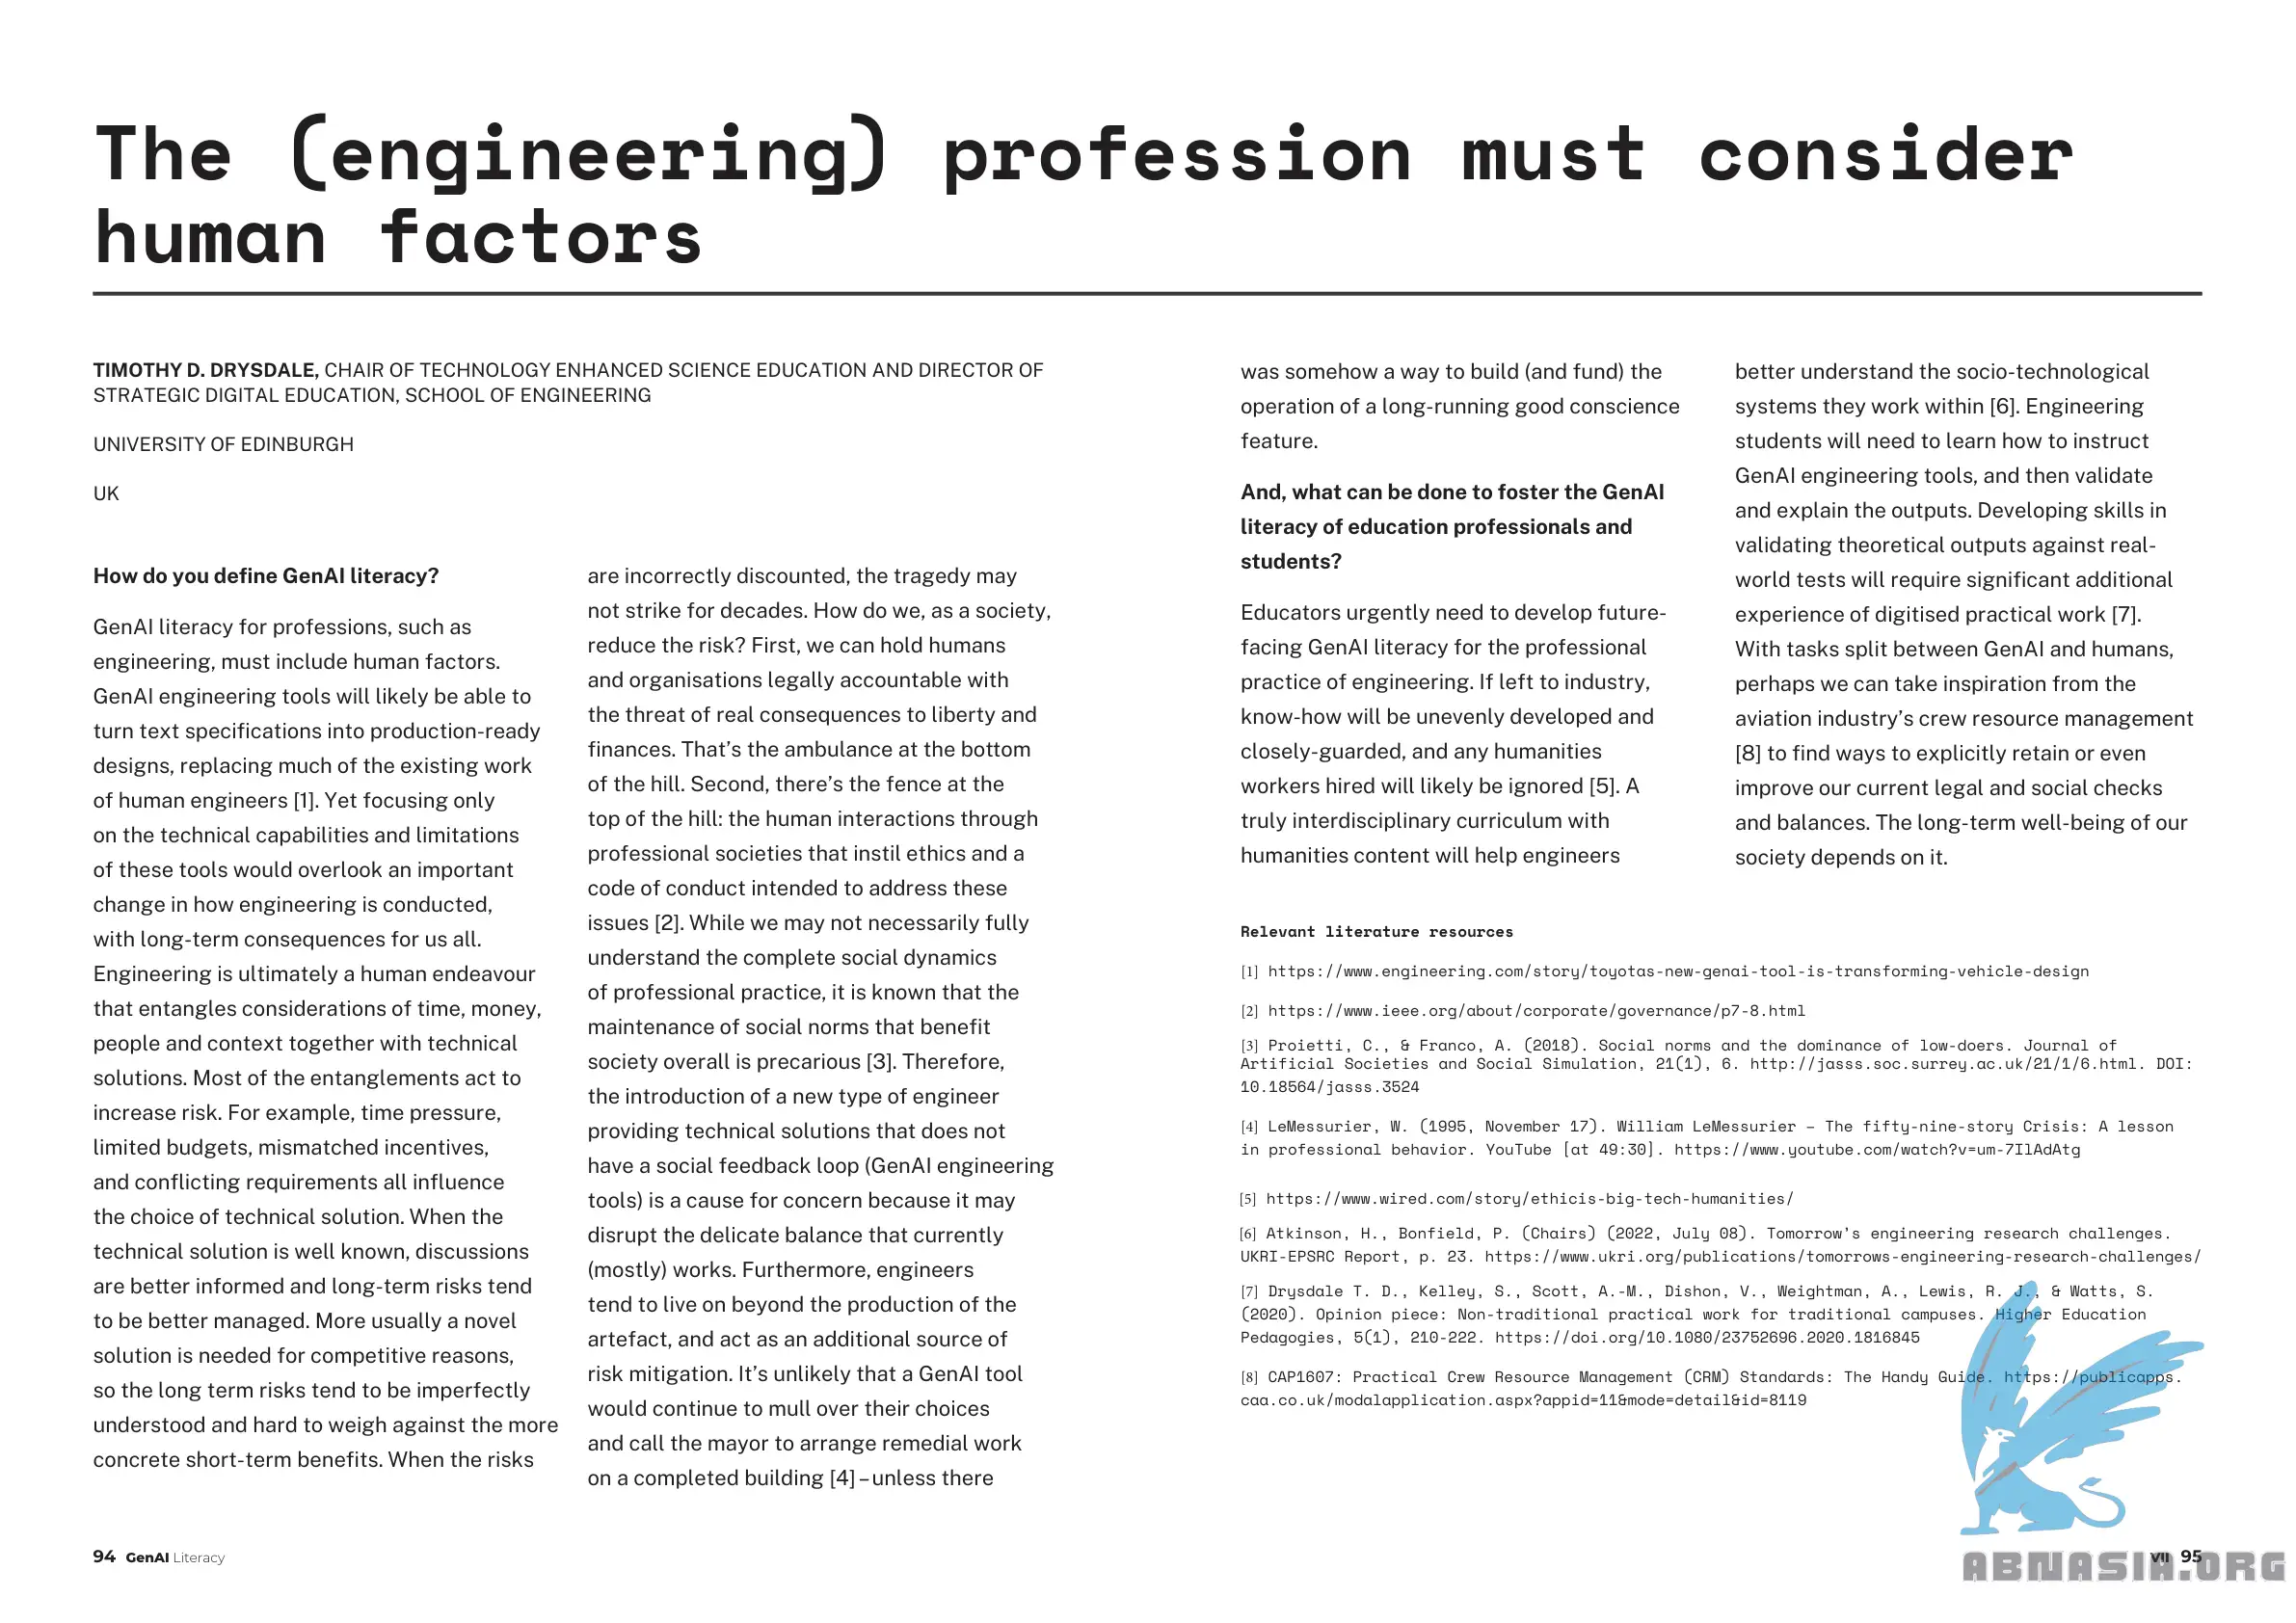 The (engineering) profession must consider
human factors
TIMOTHY D. DRYSDALE, CHAIR OF TECHNOLOGY ENHANCED SCIENCE EDUCATION AND DIRECTOR OF
STRATEGIC DIGITAL EDUCATION, SCHOOL OF ENGINEERING
UNIVERSITY OF EDINBURGH
UK
How do you define GenAI literacy?
GenAI literacy for professions, such as
engineering, must include human factors.
GenAI engineering tools will likely be able to
turn text specifications into production-ready
designs, replacing much of the existing work
of human engineers [1]. Yet focusing only
on the technical capabilities and limitations
of these tools would overlook an important
change in how engineering is conducted,
with long-term consequences for us all.
Engineering is ultimately a human endeavour
that entangles considerations of time, money,
people and context together with technical
solutions. Most of the entanglements act to
increase risk. For example, time pressure,
limited budgets, mismatched incentives,
and conflicting requirements all influence
the choice of technical solution. When the
technical solution is well known, discussions
are better informed and long-term risks tend
to be better managed. More usually a novel
solution is needed for competitive reasons,
so the long term risks tend to be imperfectly
understood and hard to weigh against the more
concrete short-term benefits. When the risks
are incorrectly discounted, the tragedy may
not strike for decades. How do we, as a society,
reduce the risk? First, we can hold humans
and organisations legally accountable with
the threat of real consequences to liberty and
finances. That's the ambulance at the bottom
of the hill. Second, there's the fence at the
top of the hill: the human interactions through
professional societies that instil ethics and a
code of conduct intended to address these
issues [2]. While we may not necessarily fully
understand the complete social dynamics
of professional practice, it is known that the
maintenance of social norms that benefit
society overall is precarious [3]. Therefore,
the introduction of a new type of engineer
providing technical solutions that does not
have a social feedback loop (GenAI engineering
tools) is a cause for concern because it may
disrupt the delicate balance that currently
(mostly) works. Furthermore, engineers
tend to live on beyond the production of the
artefact, and act as an additional source of
risk mitigation. It's unlikely that a GenAI tool
would continue to mull over their choices
and call the mayor to arrange remedial work
on a completed building [4] – unless there
was somehow a way to build (and fund) the
operation of a long-running good conscience
feature.
And, what can be done to foster the GenAI
literacy of education professionals and
students?
Educators urgently need to develop future-
facing GenAI literacy for the professional
practice of engineering. If left to industry,
know-how will be unevenly developed and
closely-guarded, and any humanities
workers hired will likely be ignored [5]. A
truly interdisciplinary curriculum with
humanities content will help engineers
better understand the socio-technological
systems they work within [6]. Engineering
students will need to learn how to instruct
GenAI engineering tools, and then validate
and explain the outputs. Developing skills in
validating theoretical outputs against real-
world tests will require significant additional
experience of digitised practical work [7].
With tasks split between GenAI and humans,
perhaps we can take inspiration from the
aviation industry's crew resource management
[8] to find ways to explicitly retain or even
improve our current legal and social checks
and balances. The long-term well-being of our
society depends on it.
Relevant literature resources
[1] https://www.engineering.com/story/toyotas-new-genai-tool-is-transforming-vehicle-design
[2] https://www.ieee.org/about/corporate/governance/p7-8.html
[3] Proietti, C., & Franco, A. (2018). Social norms and the dominance of low-doers. Journal of
Artificial Societies and Social Simulation, 21(1), 6. http://jasss.soc.surrey.ac.uk/21/1/6.html. DOI:
10.18564/jasss.3524
[4] LeMessurier, W. (1995, November 17). William LeMessurier – The fifty-nine-story Crisis: A lesson
in professional behavior. YouTube [at 49:30]. https://www.youtube.com/watch?v=um-7IlAdAtg
[5] https://www.wired.com/story/ethicis-big-tech-humanities/
[6] Atkinson, H., Bonfield, P. (Chairs) (2022, July 08). Tomorrow's engineering research challenges.
UKRI-EPSRC Report, p. 23. https://www.ukri.org/publications/tomorrows-engineering-research-challenges/
[7] Drysdale T. D., Kelley, S., Scott, A.-M., Dishon, V., Weightman, A., Lewis, R. J., & Watts, S.
(2020). Opinion piece: Non-traditional practical work for traditional campuses. Higher Education
Pedagogies, 5(1), 210-222. https://doi.org/10.1080/23752696.2020.1816845
[8] CAP1607: Practical Crew Resource Management (CRM) Standards: The Handy Guide. https://publicapps.
caa.co.uk/modalapplication.aspx?appid=11&mode=detail&id=8119
94 GenAI Literacy
VII 95
ABNASIA.ORG